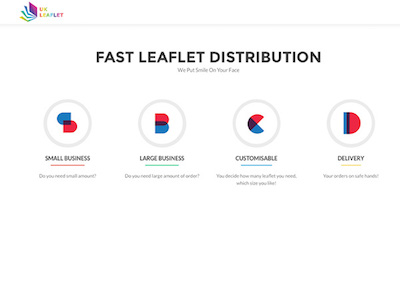 UK
LEAFLET
FAST LEAFLET DISTRIBUTION
We Put Smile On Your Face
SMALL BUSINESS
LARGE BUSINESS
CUSTOMISABLE
DELIVERY
Do you need small amount?
Do you need large amount of order?
You decide how many leaflet you need,
which size you like!
Your orders on safe hands!